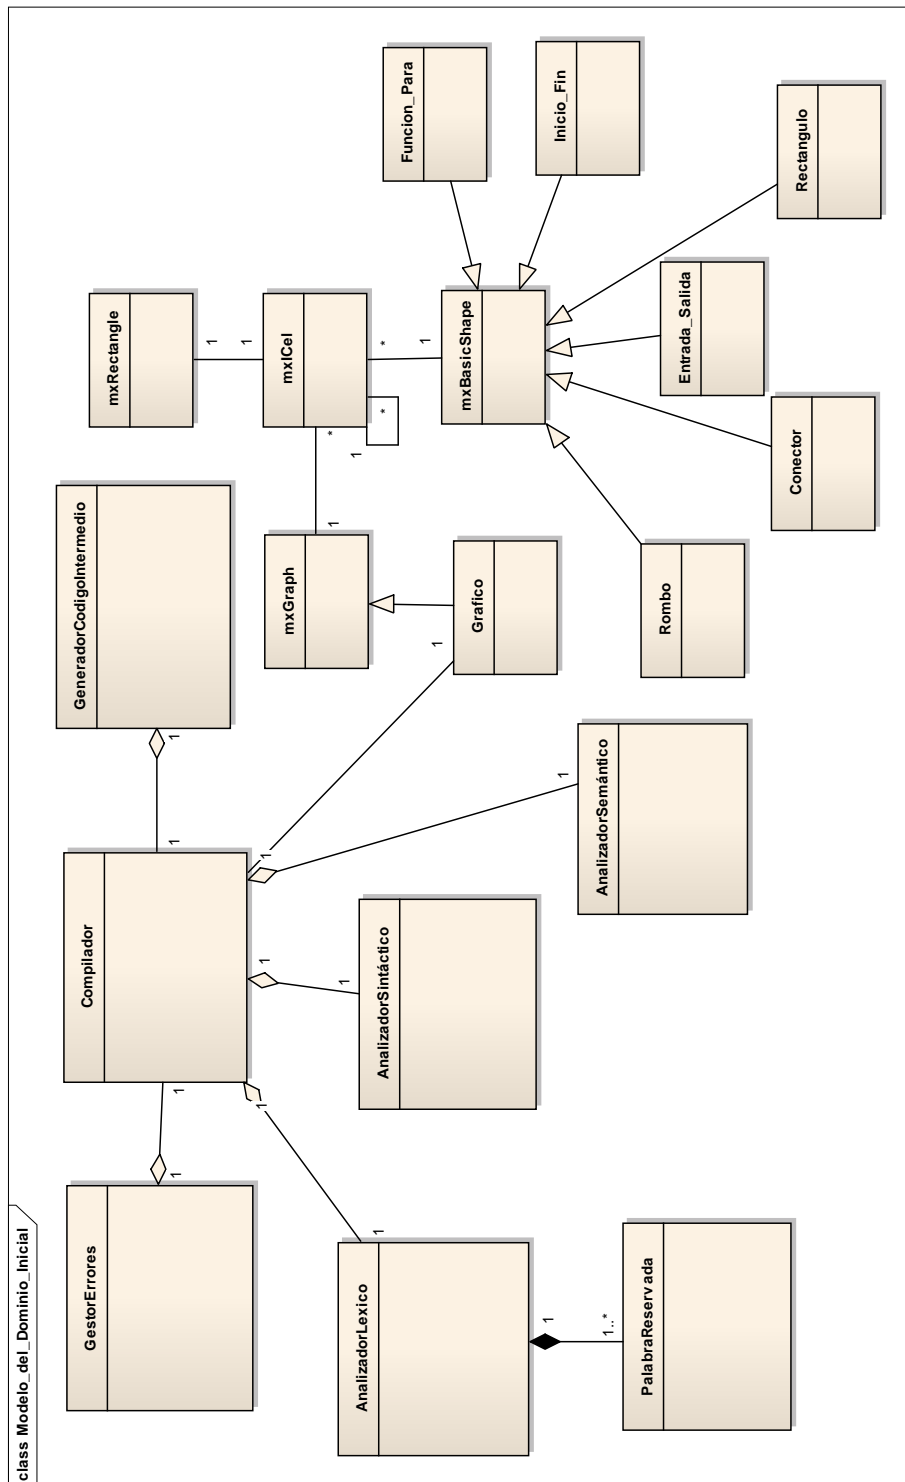 class Modelo_del_Dominio_Inicial
GestorErrores
Compilador
GeneradorCodigoIntermedio
mxRectangle
1
1
1
1
1
1
1
1
1
mxGraph
mxICel
1
*
1
*
1
1
AnalizadorLexico
AnalizadorSintáctico
*
1
Funcion_Para
1
Grafico
mxBasicShape
1
1
Inicio_Fin
1..*
AnalizadorSemántico
PalabraReservada
Rombo
Entrada_Salida
Conector
Rectangulo